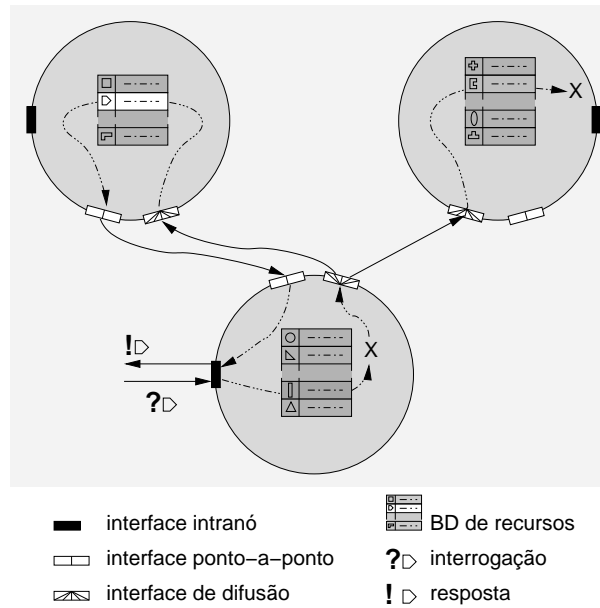 X
!
?
X
interface intranó
BD de recursos
interface ponto−a−ponto
? interrogação
interface de difusão
! resposta